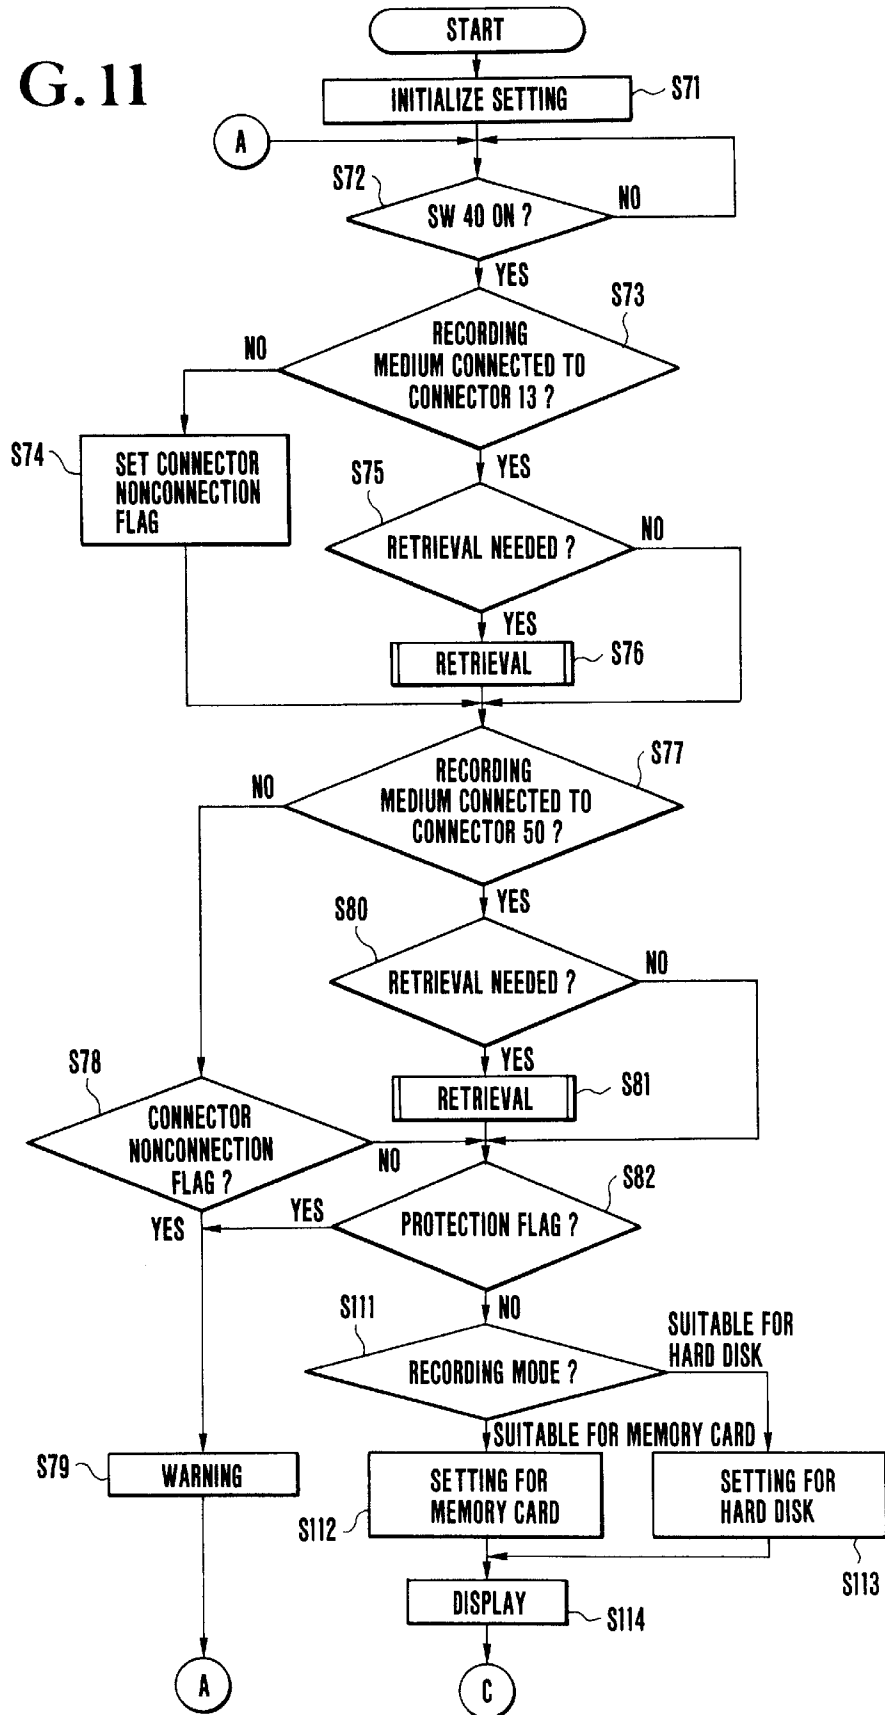 START
G. 11
INITIALIZE SETTING
S71
A
S72
SW 40 ON ?
NO
YES
S73
RECORDING
MEDIUM CONNECTED TO
CONNECTOR 13 ?
NO
S74
SET CONNECTOR
NONCONNECTION
FLAG
YES
S75
RETRIEVAL NEEDED ?
NO
YES
RETRIEVAL
S76
S77
RECORDING
MEDIUM CONNECTED TO
CONNECTOR 50 ?
NO
YES
S80
RETRIEVAL NEEDED ?
NO
YES
RETRIEVAL
S81
S78
CONNECTOR
NONCONNECTION
FLAG ?
NO
YES
S82
PROTECTION FLAG ?
YES
NO
S111
RECORDING MODE ?
SUITABLE FOR
HARD DISK
SUITABLE FOR MEMORY CARD
S79
WARNING
SETTING FOR
MEMORY CARD
S112
SETTING FOR
HARD DISK
S113
DISPLAY
S114
A
C